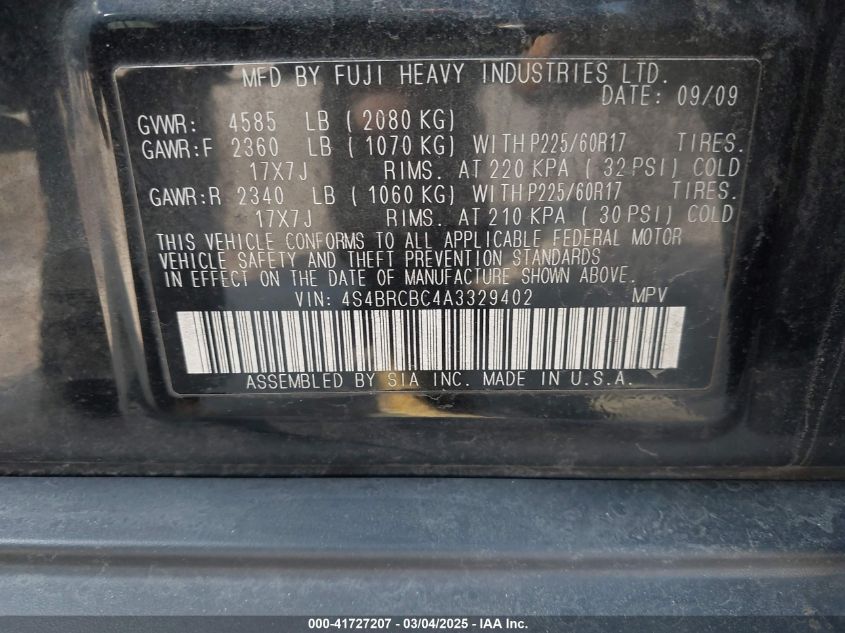 MFD BY FUJI HEAVY INDUSTRIES LTD.
DATE: 09/09
GVWR: 4585 LB ( 2080 KG)
GAWR:F 2360 LB ( 1070 KG) WITH P225/60R17 TIRES.
17X7J RIMS. AT 220 KPA ( 32 PSI) COLD
GAWR:R 2340 LB ( 1060 KG) WITH P225/60R17 TIRES.
17X7J RIMS. AT 210 KPA ( 30 PSI) COLD
THIS VEHICLE CONFORMS TO ALL APPLICABLE FEDERAL MOTOR
VEHICLE SAFETY AND THEFT PREVENTION STANDARDS
IN EFFECT ON THE DATE OF MANUFACTURE SHOWN ABOVE.
VIN: 4S4BRCBC4A3329402 MPV
ASSEMBLED BY SIA INC. MADE IN U.S.A.
000-41727207 - 03/04/2025 - IAA Inc.